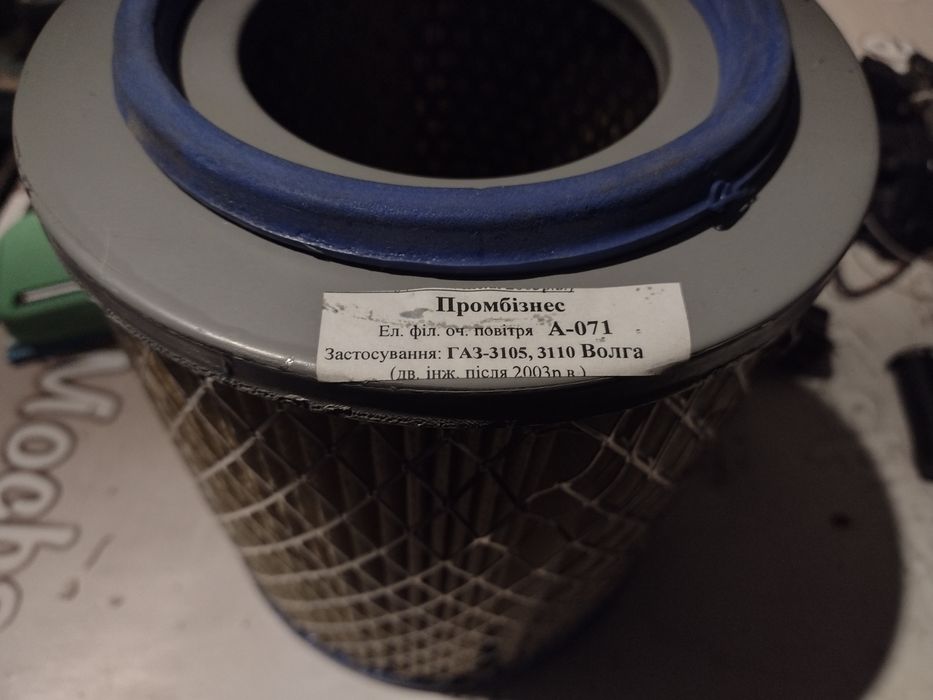 Промбізнес
Ел. філ. оч. повітря А-071
Застосування: ГАЗ-3105, 3110 Волга
(дв. інж. після 2003р.в.)